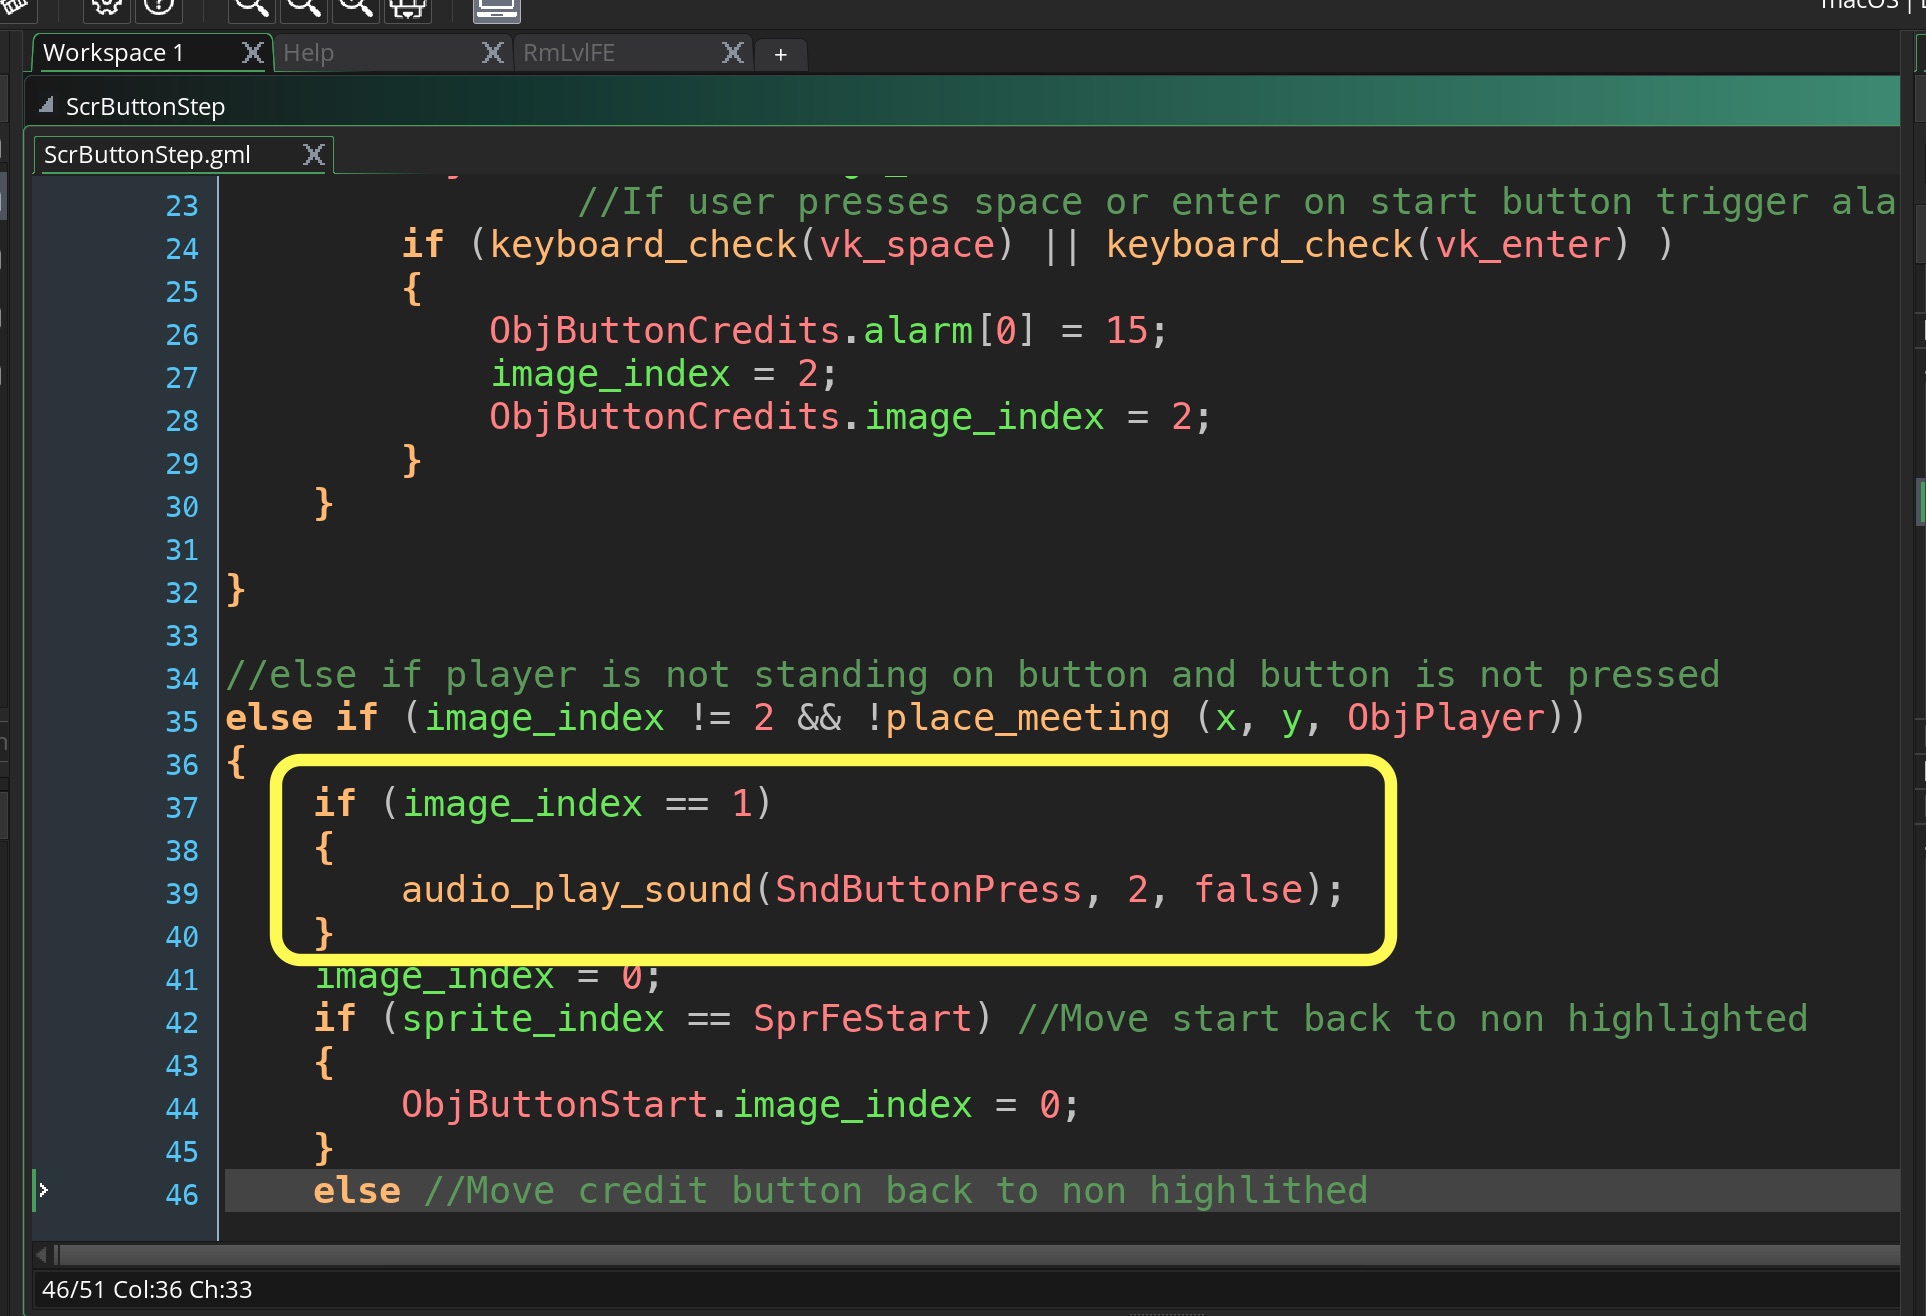 macOS |
Workspace 1
Help
RmLvlFE
+
ScrButtonStep
ScrButtonStep.gml
23 //If user presses space or enter on start button trigger ala
24 if (keyboard_check(vk_space) || keyboard_check(vk_enter) )
25 {
26 ObjButtonCredits.alarm[0] = 15;
27 image_index = 2;
28 ObjButtonCredits.image_index = 2;
29 }
30 }
31
32 }
33
34 //else if player is not standing on button and button is not pressed
35 else if (image_index != 2 && !place_meeting (x, y, ObjPlayer))
36 {
37 if (image_index == 1)
38 {
39 audio_play_sound(SndButtonPress, 2, false);
40 }
41 image_index = 0;
42 if (sprite_index == SprFeStart) //Move start back to non highlighted
43 {
44 ObjButtonStart.image_index = 0;
45 }
46 else //Move credit button back to non highlithed
46/51 Col:36 Ch:33